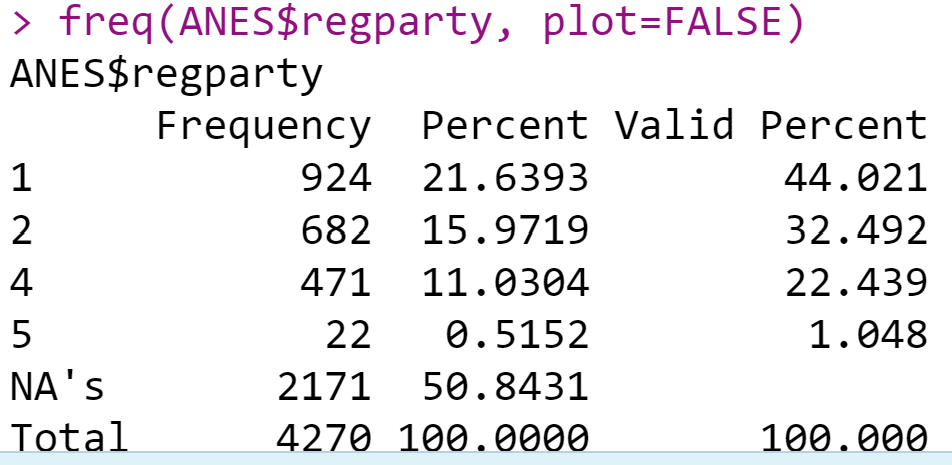 > freq(ANES$regparty, plot=FALSE)
ANES$regparty
Frequency Percent Valid Percent
1 924 21.6393 44.021
2 682 15.9719 32.492
4 471 11.0304 22.439
5 22 0.5152 1.048
NA's 2171 50.8431
Total 4270 100.0000 100.000